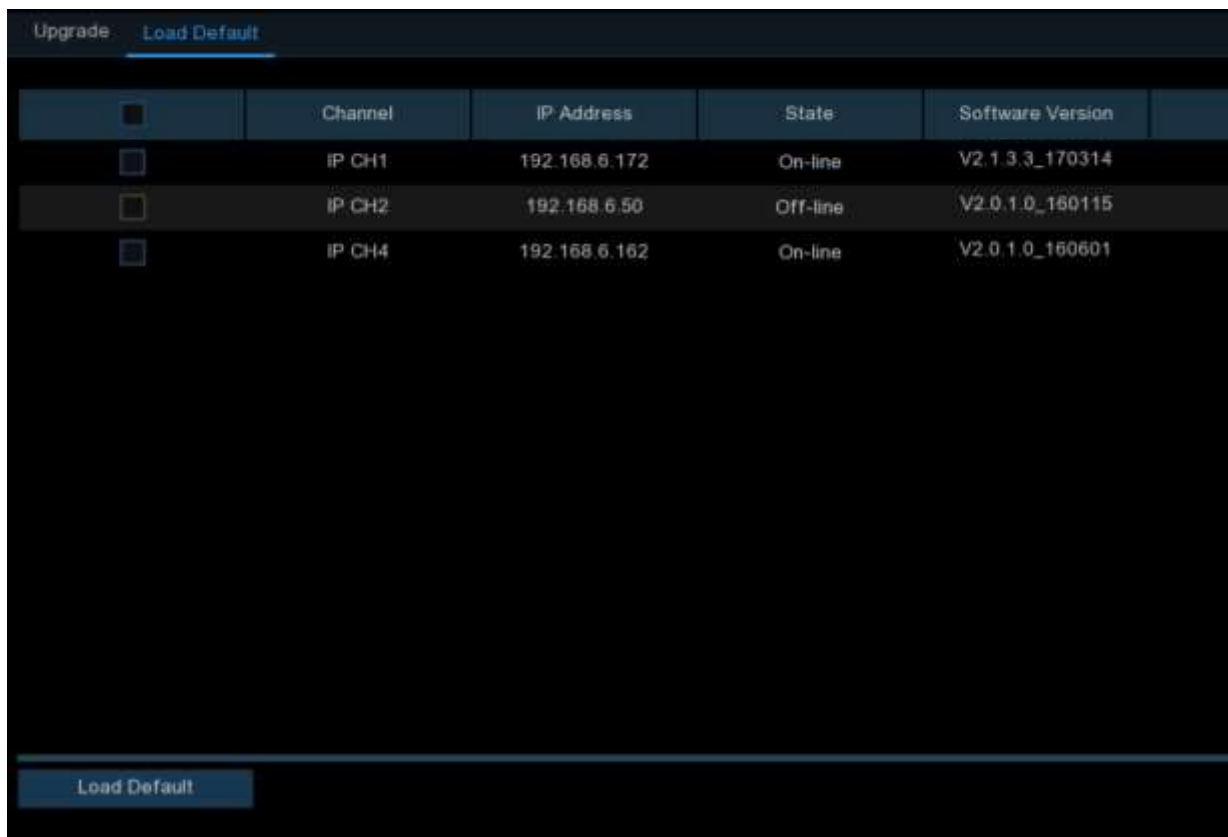 Upgrade Load Default
Channel IP Address State Software Version
IP CH1 192.168.6.172 On-line V2.1.3.3_170314
IP CH2 192.168.6.50 Off-line V2.0.1.0_160115
IP CH4 192.168.6.162 On-line V2.0.1.0_160601
Load Default